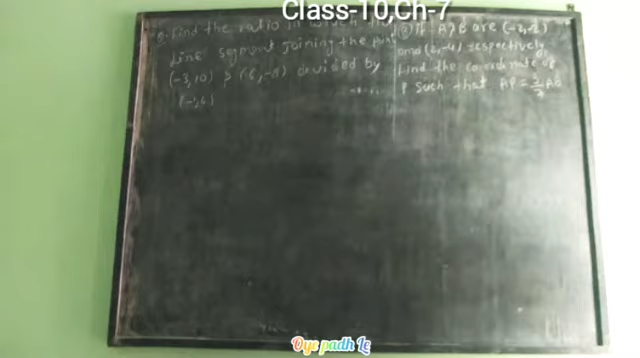 Class-10,Ch-7
Find the ratio in which the
Line segment joining the point
(-3,10) & (6,-8) divided by
(-1,6)
If A & B are (-2,-2)
and (2,-4) respectively
find the coordinate of
P such that AP = 3/7 AB
Oye padh Le